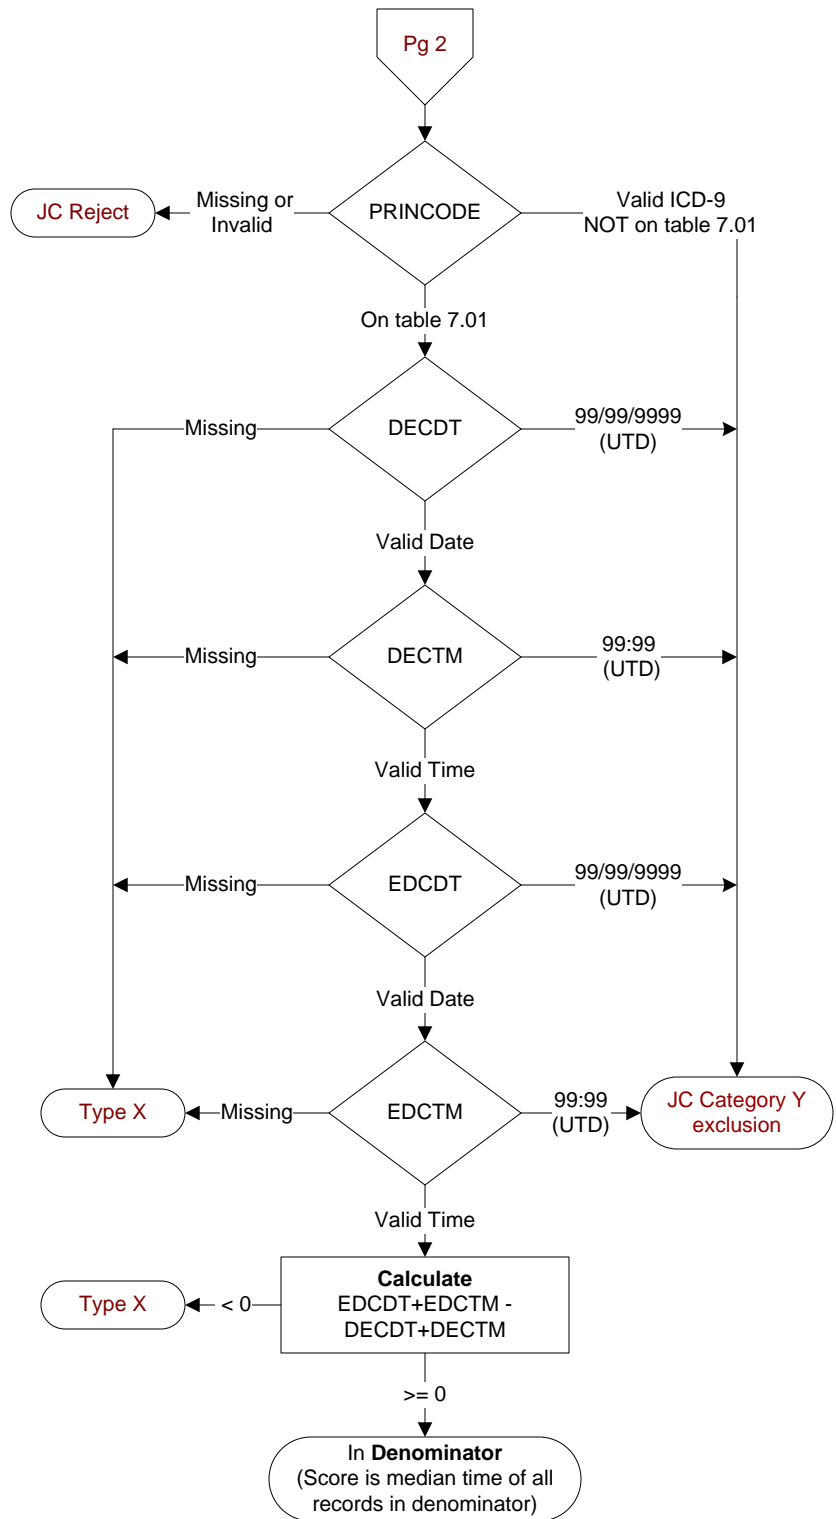 Pg 2
PRINCODE
JC Reject
Missing or
Invalid
Valid ICD-9
NOT on table 7.01
On table 7.01
Missing
DECDT
99/99/9999
(UTD)
Valid Date
Missing
DECTM
99:99
(UTD)
Valid Time
Missing
EDCDT
99/99/9999
(UTD)
Valid Date
Type X
Missing
EDCTM
99:99
(UTD)
JC Category Y
exclusion
Valid Time
Type X
< 0
Calculate
EDCDT+EDCTM -
DECDT+DECTM
>= 0
In Denominator
(Score is median time of all
records in denominator)